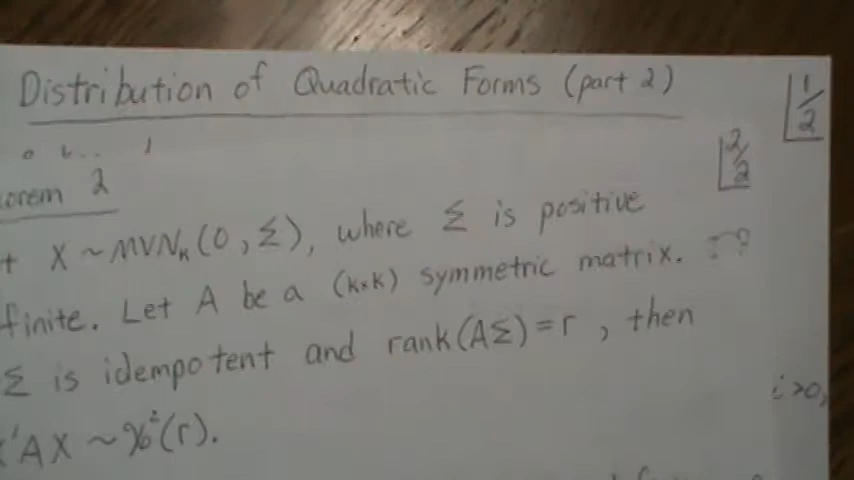 Distribution of Quadratic Forms (part 2)
1/2
2/2
orem 2
t X ~ MVN_k(0, Σ), where Σ is positive
finite. Let A be a (k×k) symmetric matrix.
Σ is idempotent and rank(AΣ) = r, then
i>0,
X'AX ~ χ²(r).